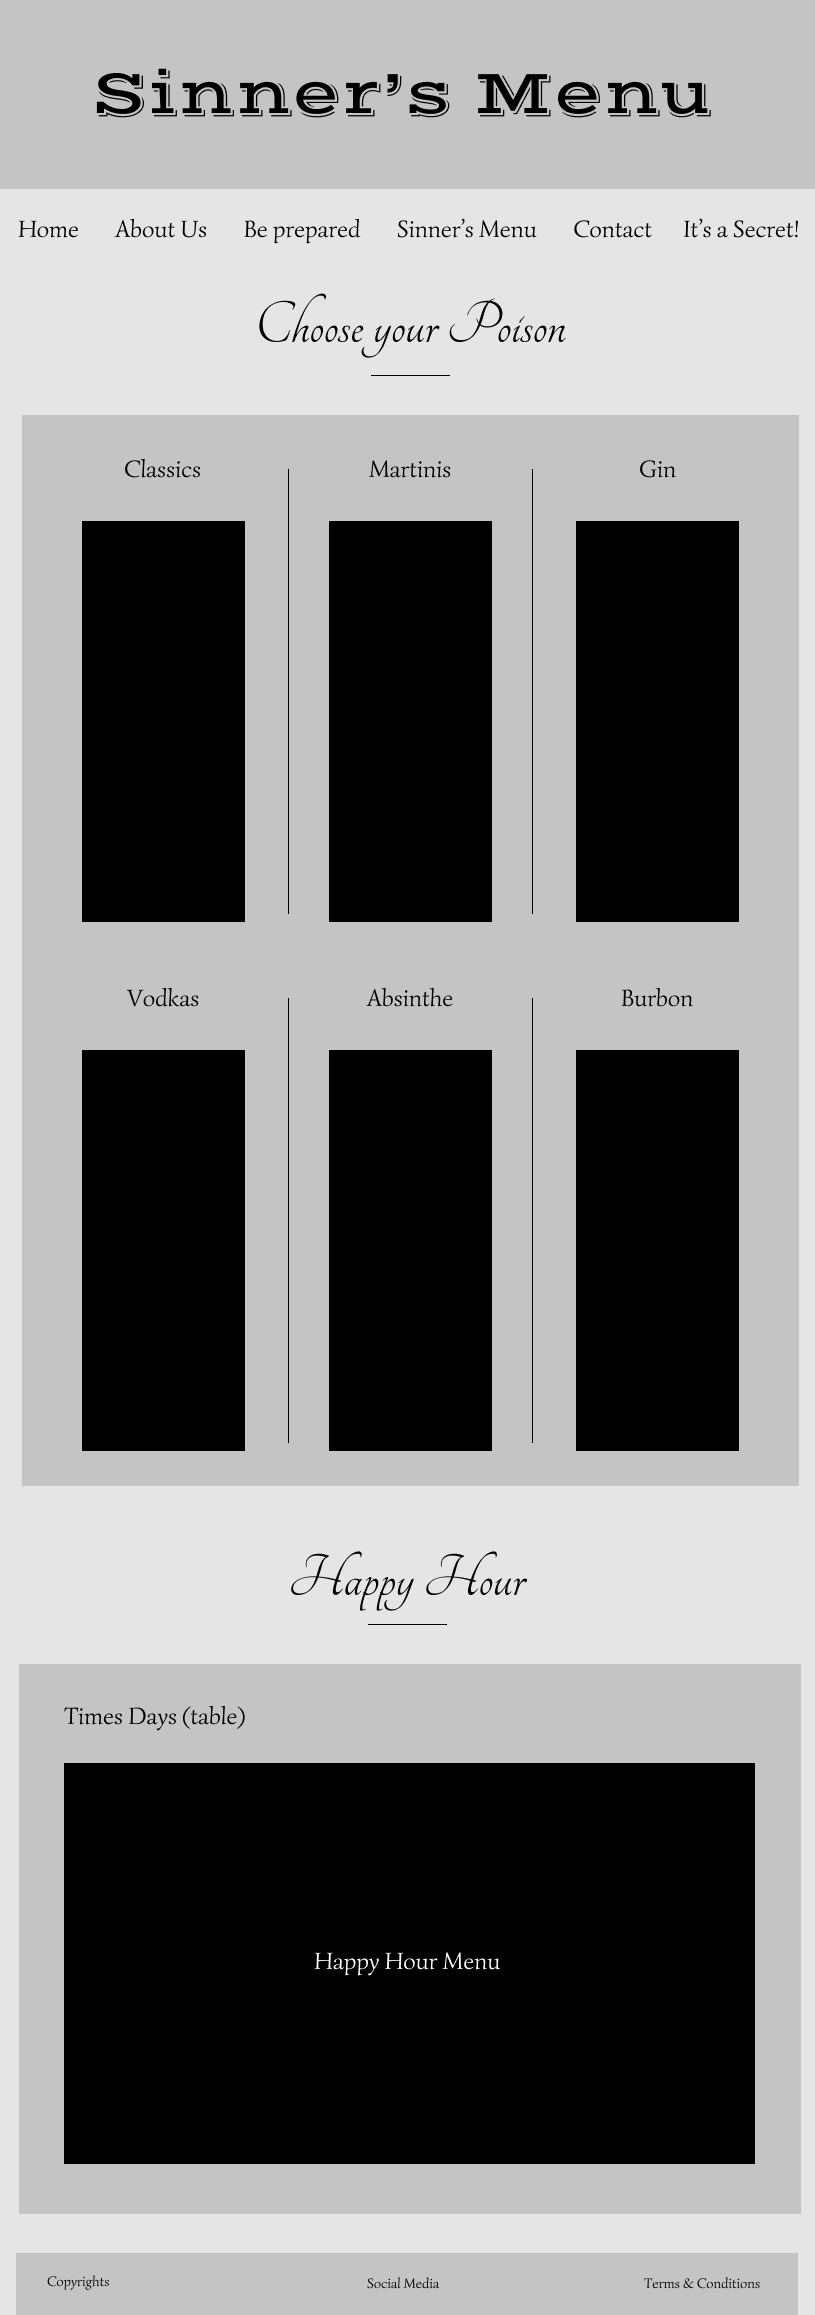 Sinner’s Menu
Home About Us Be prepared Sinner’s Menu Contact It’s a Secret!
Choose your Poison
Classics Martinis Gin
Vodkas Absinthe Burbon
Happy Hour
Times Days (table)
Happy Hour Menu
Copyrights Social Media Terms & Conditions